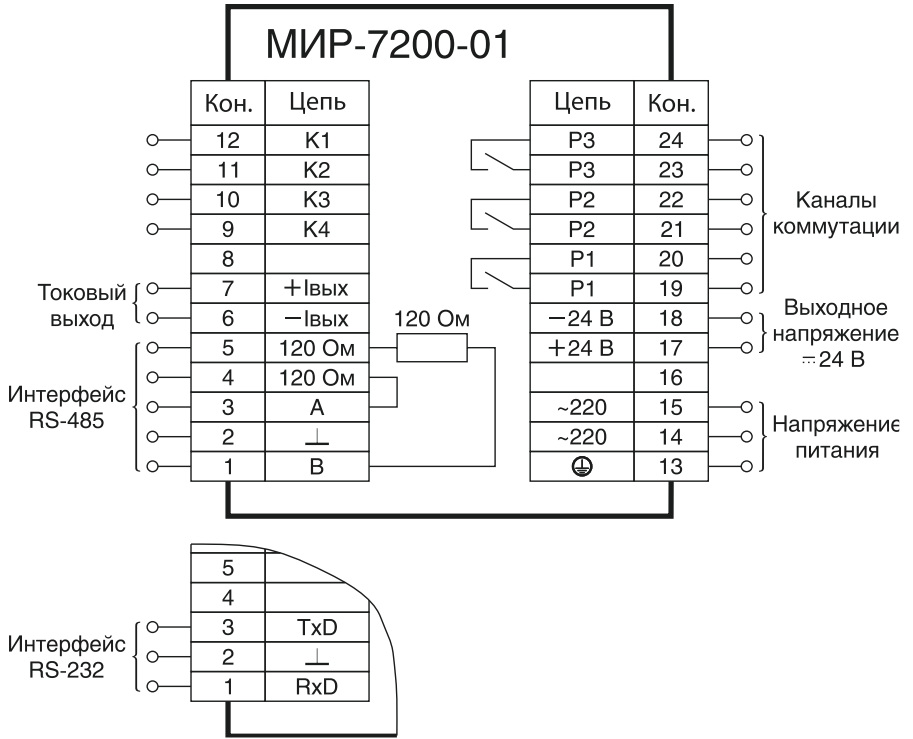 МИР-7200-01
Кон. Цепь
12 K1
11 K2
10 K3
9 K4
8
7 +Iвых
6 −Iвых
5 120 Ом
4 120 Ом
3 A
2 ⊥
1 B
Токовый
выход
Интерфейс
RS-485
120 Ом
Цепь Кон.
P3 24
P3 23
P2 22
P2 21
P1 20
P1 19
−24 В 18
+24 В 17
16
~220 15
~220 14
13
Каналы
коммутации
Выходное
напряжение
⎓24 В
Напряжение
питания
5
4
3 TxD
2 ⊥
1 RxD
Интерфейс
RS-232